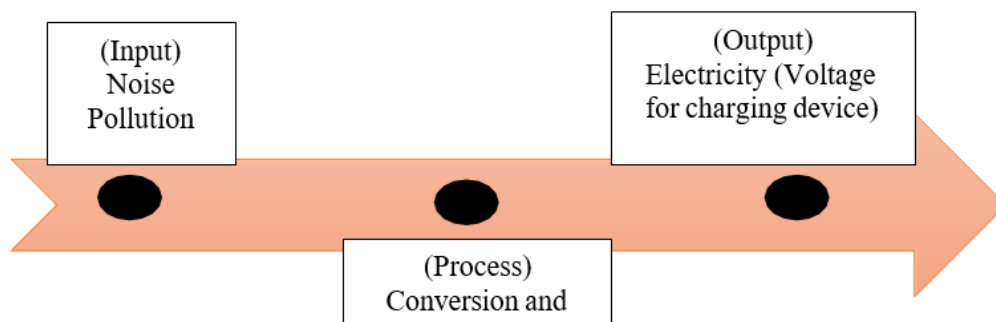 (Input)
Noise
Pollution
(Output)
Electricity (Voltage
for charging device)
(Process)
Conversion and